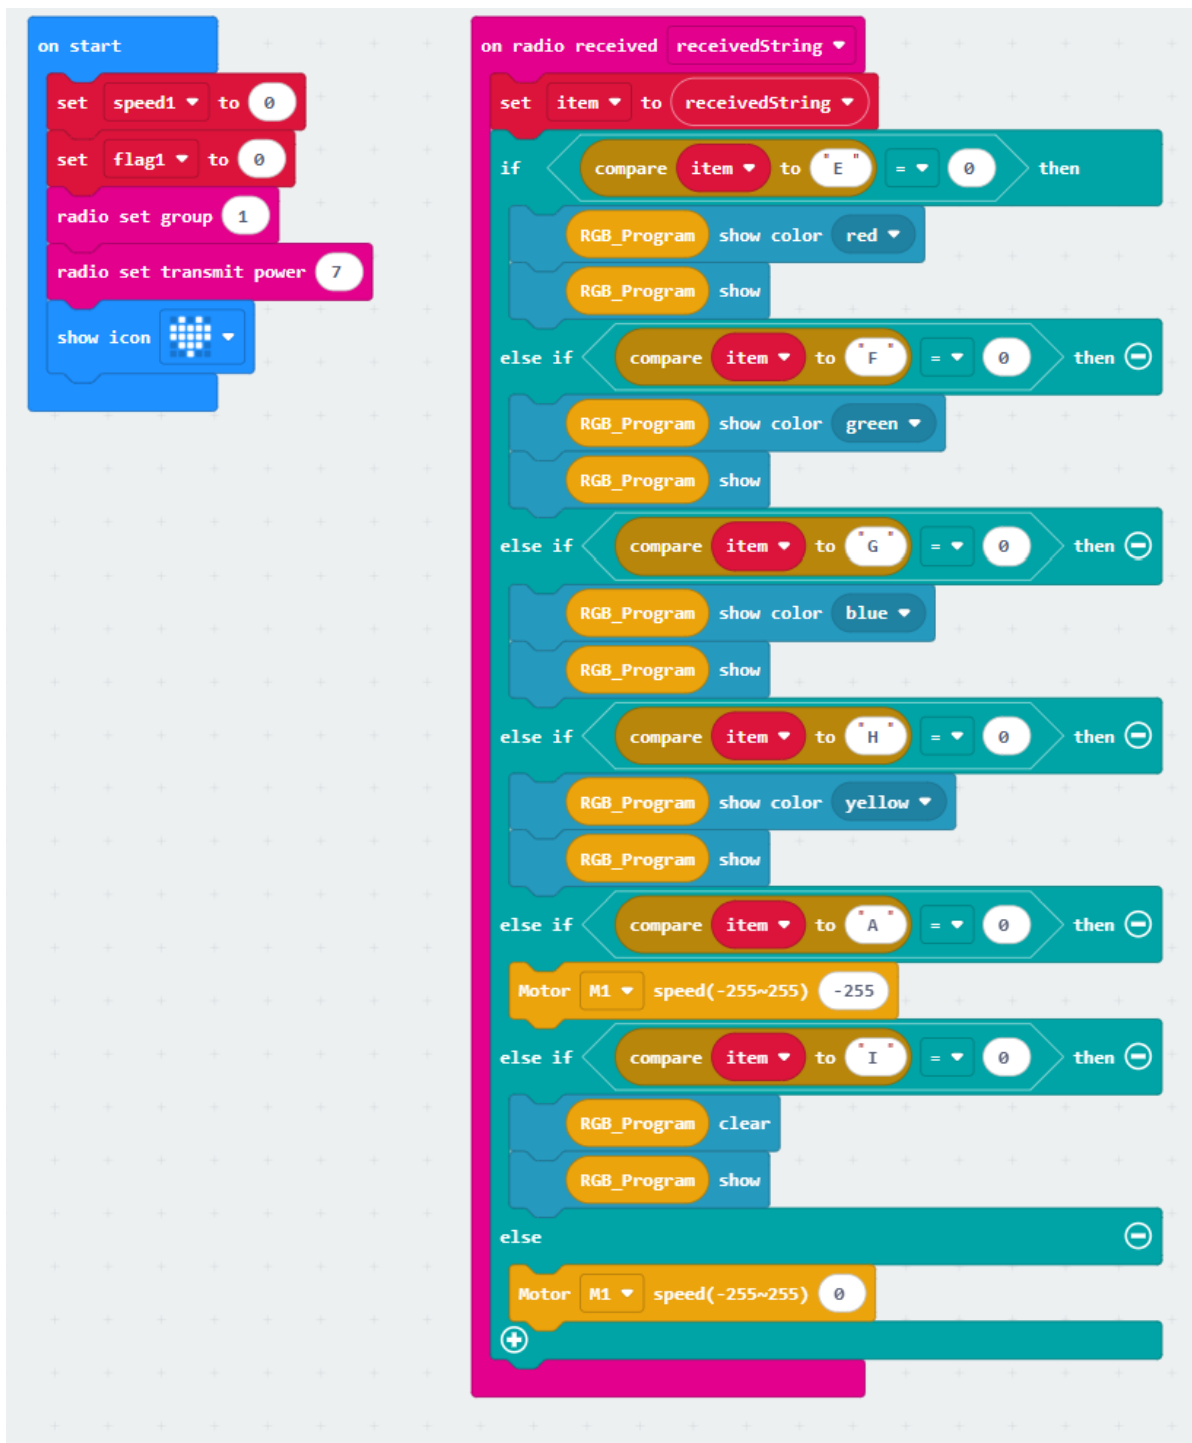 on start
set speed1 to 0
set flag1 to 0
radio set group 1
radio set transmit power 7
show icon
on radio received receivedString
set item to receivedString
if compare item to "E" = 0 then
RGB_Program show color red
RGB_Program show
else if compare item to "F" = 0 then
RGB_Program show color green
RGB_Program show
else if compare item to "G" = 0 then
RGB_Program show color blue
RGB_Program show
else if compare item to "H" = 0 then
RGB_Program show color yellow
RGB_Program show
else if compare item to "A" = 0 then
Motor M1 speed(-255~255) -255
else if compare item to "I" = 0 then
RGB_Program clear
RGB_Program show
else
Motor M1 speed(-255~255) 0